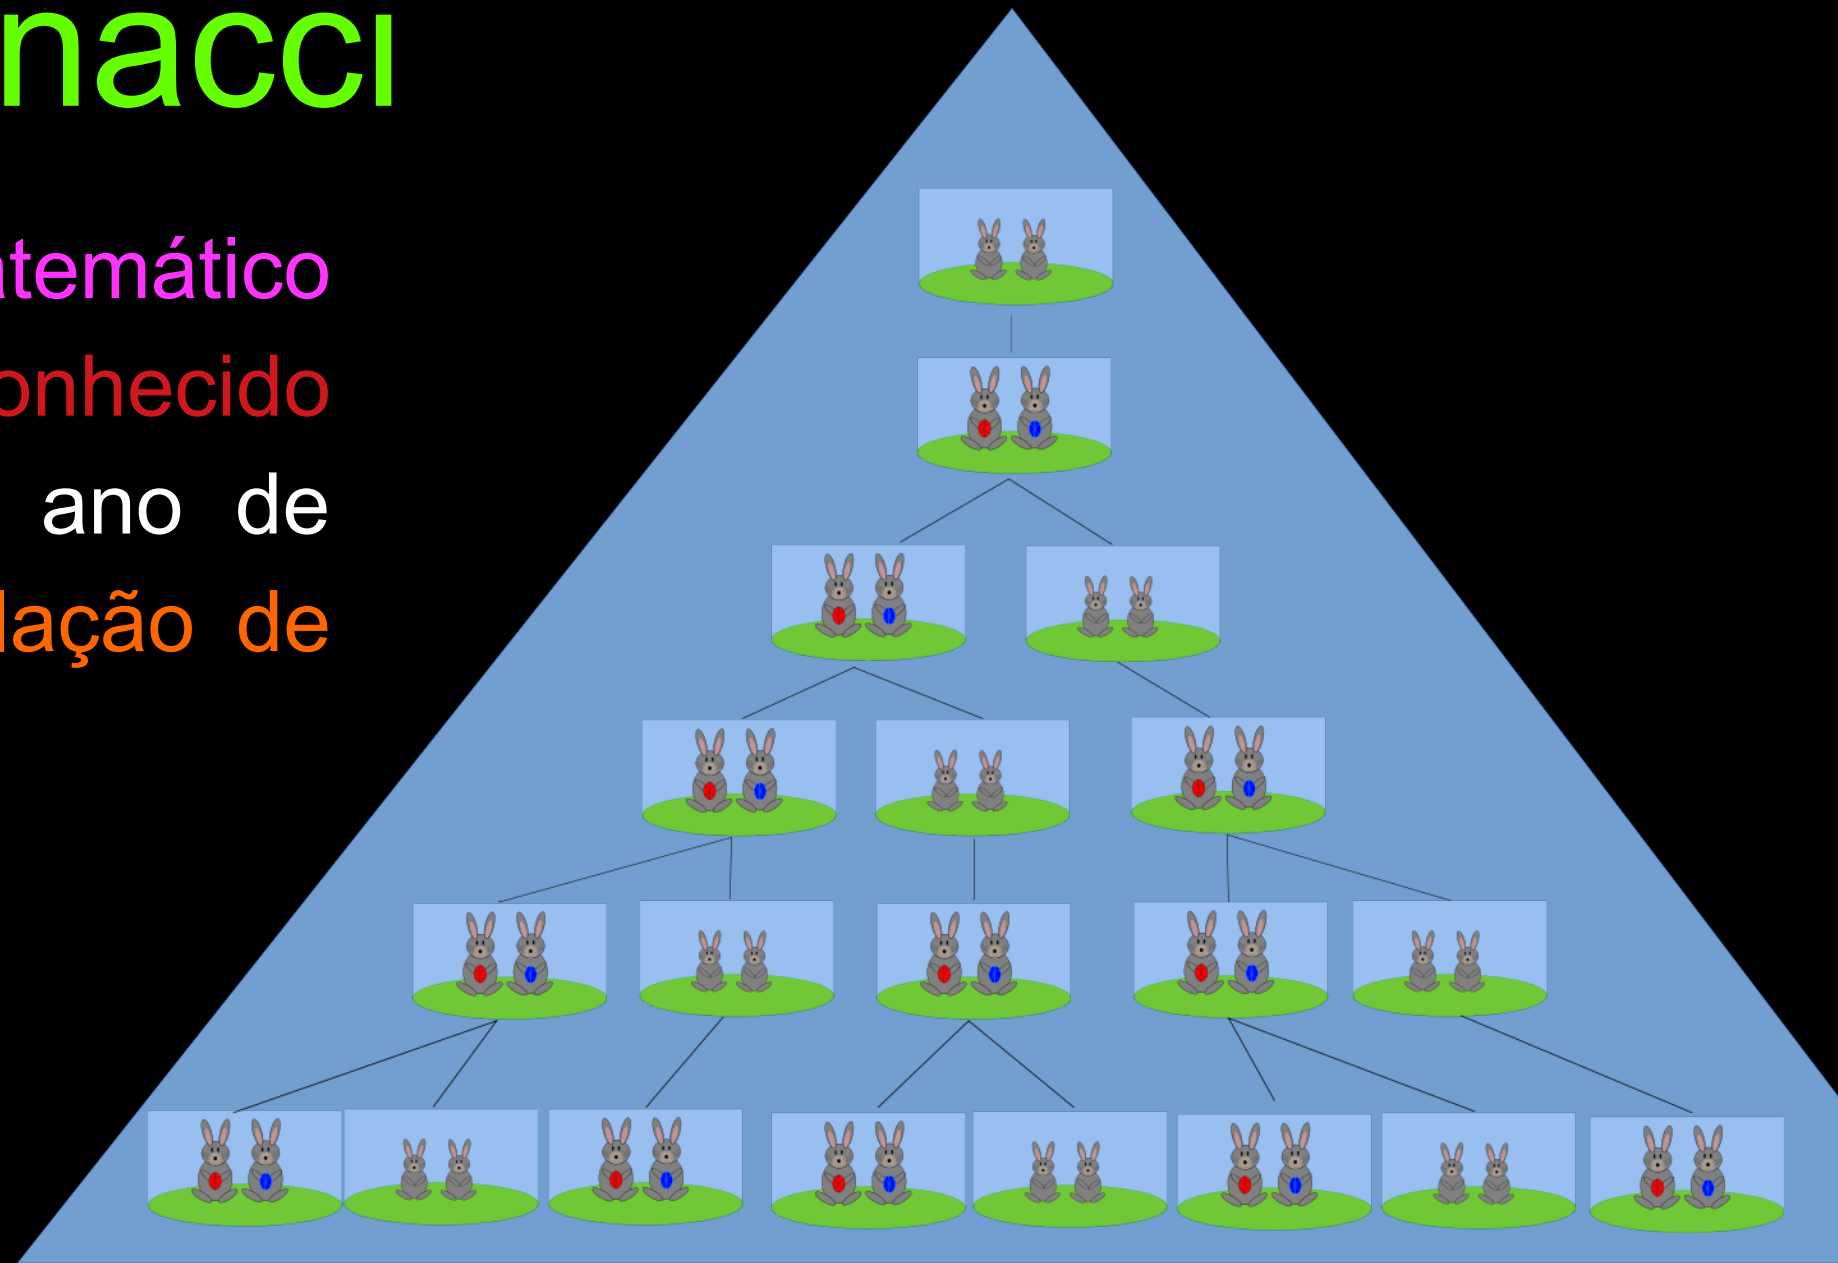 nacci
temático
onhecido
ano de
lação de